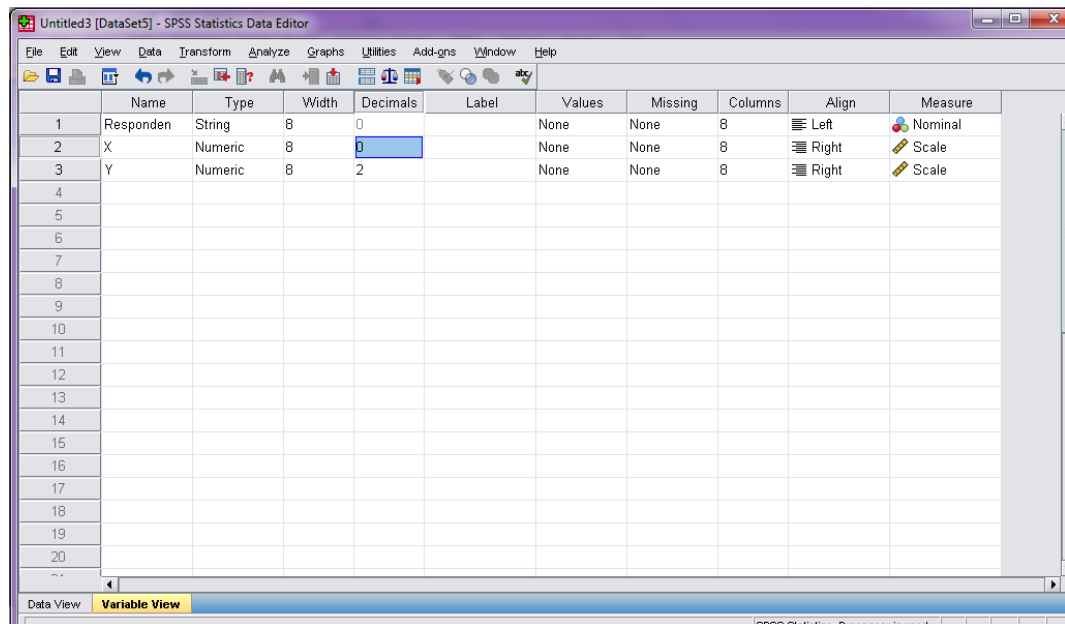 Untitled3 [DataSet5] - SPSS Statistics Data Editor
File Edit View Data Transform Analyze Graphs Utilities Add-ons Window Help
Name Type Width Decimals Label Values Missing Columns Align Measure
1 Responden String 8 0 None None 8 Left Nominal
2 X Numeric 8 0 None None 8 Right Scale
3 Y Numeric 8 2 None None 8 Right Scale
4
5
6
7
8
9
10
11
12
13
14
15
16
17
18
19
20
Data View Variable View